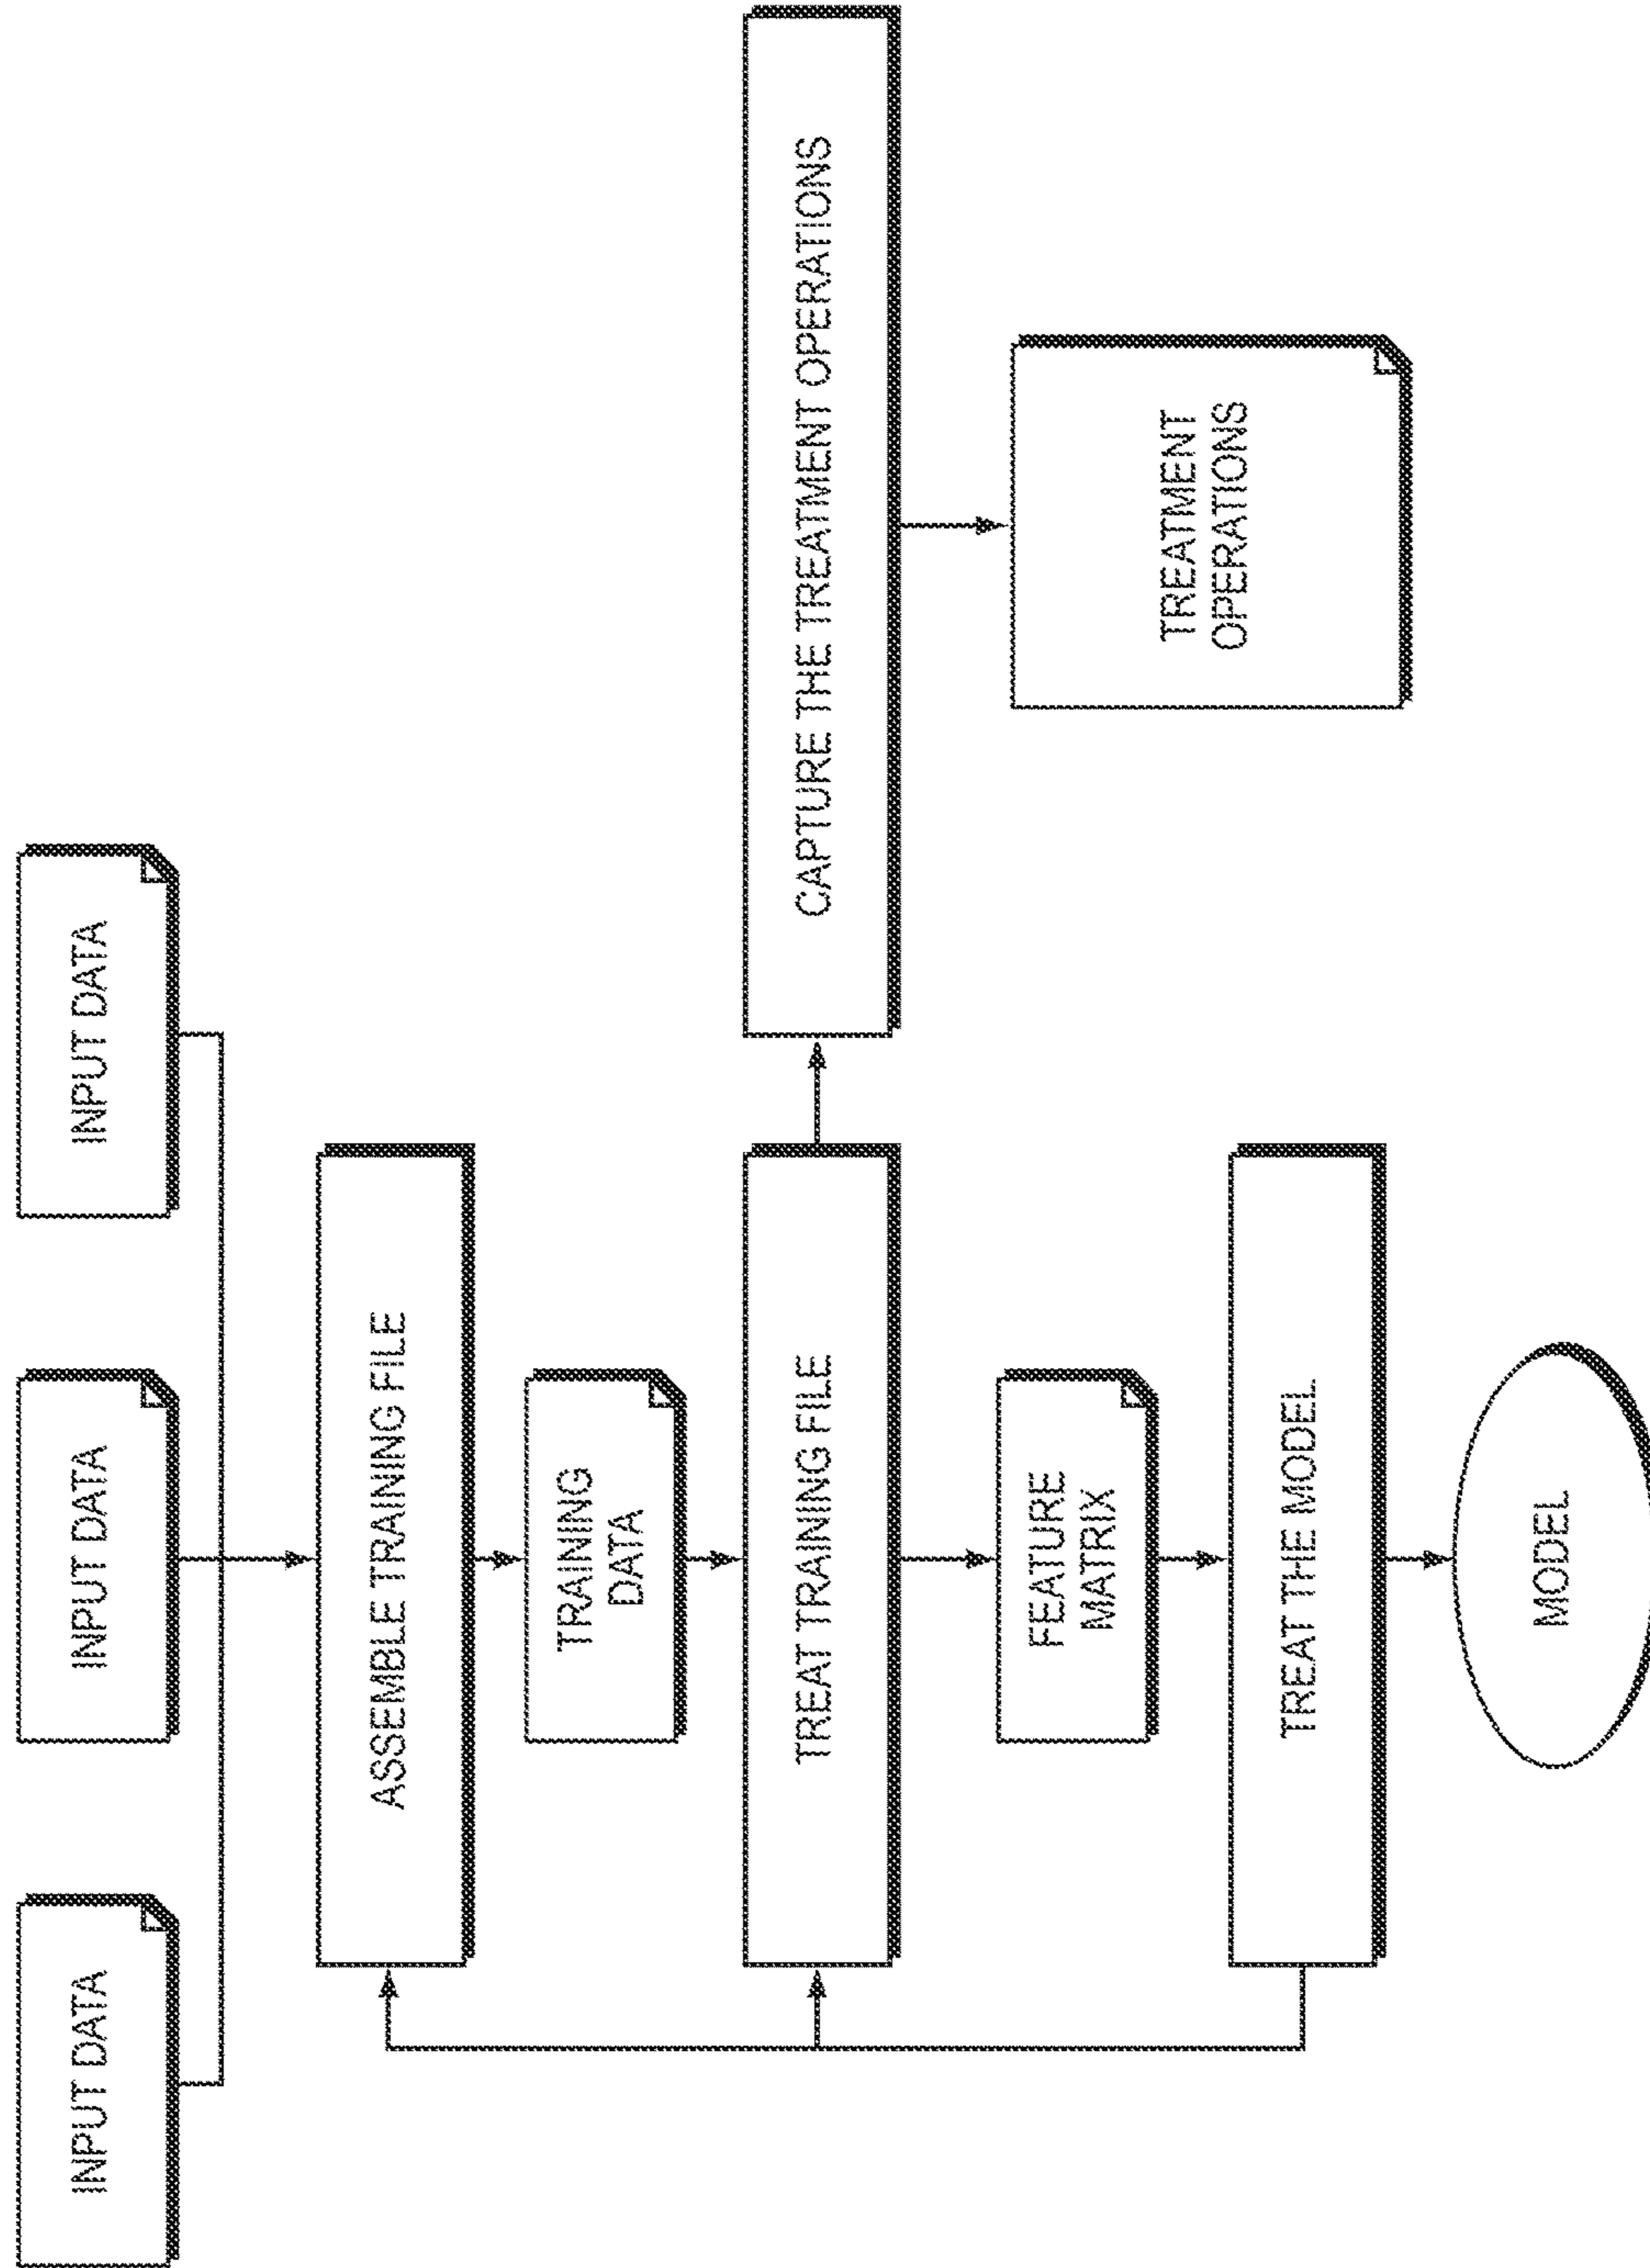 INPUT DATA
INPUT DATA
INPUT DATA
ASSEMBLE TRAINING FILE
TRAINING
DATA
TREAT TRAINING FILE
CAPTURE THE TREATMENT OPERATIONS
FEATURE
MATRIX
TREATMENT
OPERATIONS
TREAT THE MODEL
MODEL